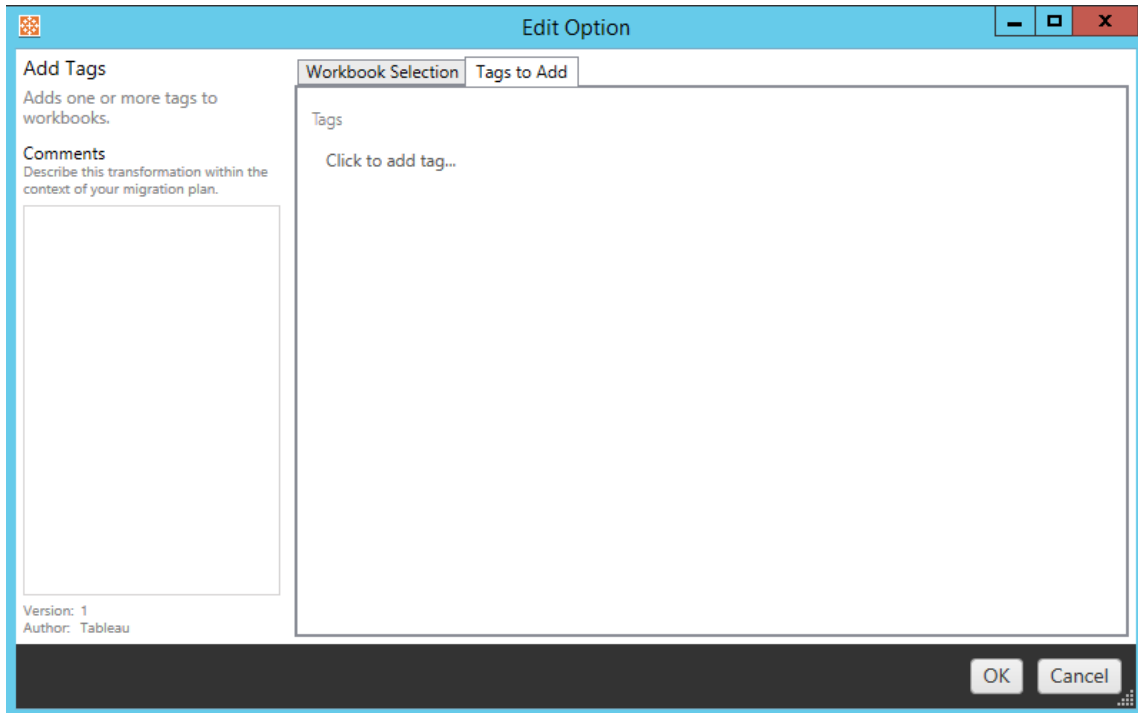 Edit Option
Add Tags
Adds one or more tags to
workbooks.
Comments
Describe this transformation within the
context of your migration plan.
Version: 1
Author: Tableau
Workbook Selection
Tags to Add
Tags
Click to add tag...
OK
Cancel